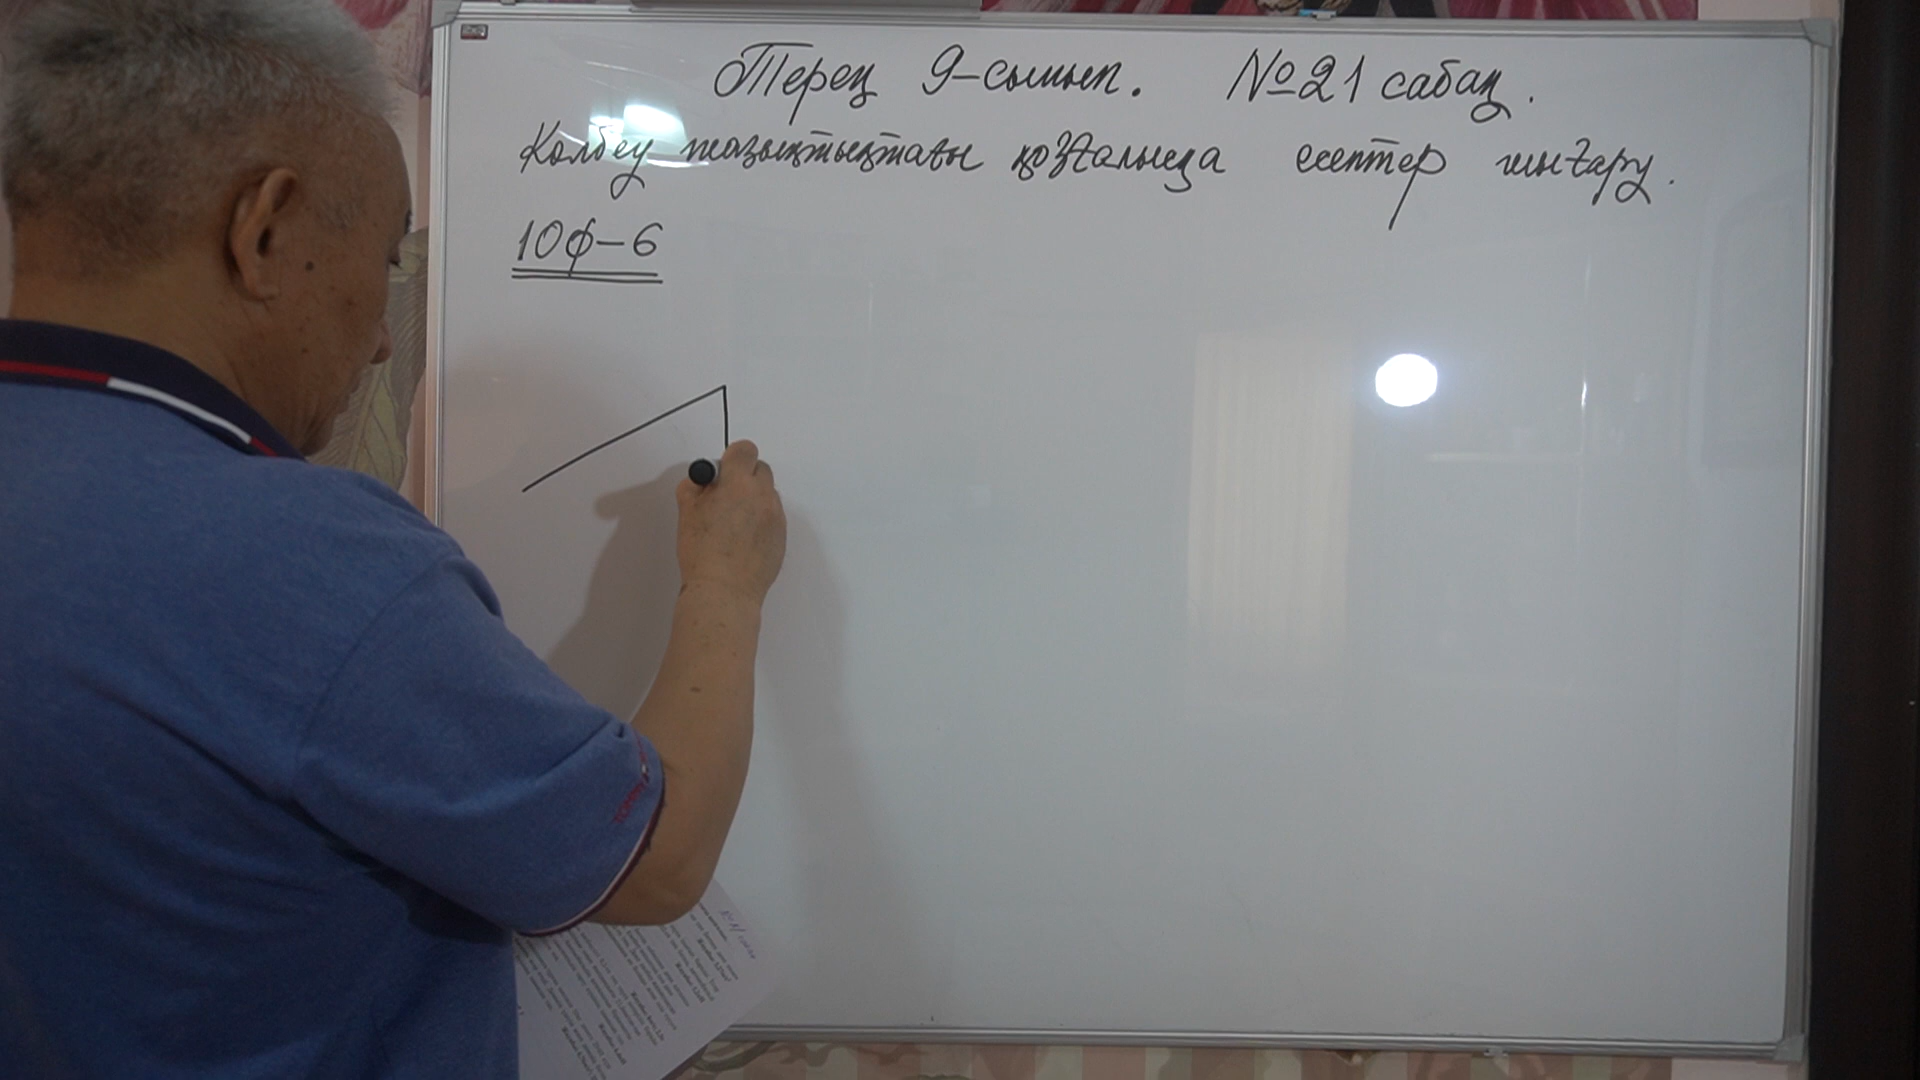 Терең 9-сынып. №21 сабақ.
Көлбеу жазықтықтағы қозғалысқа есептер шығару.
10ф-6